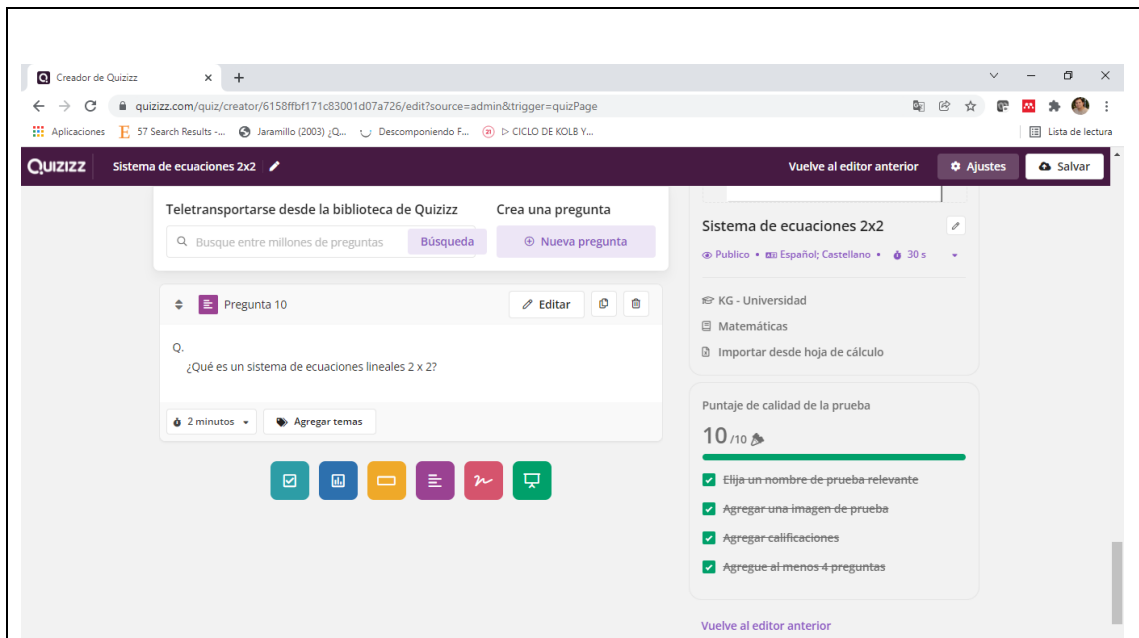 Creador de Quizizz
quizizz.com/quiz/creator/6158ffbf171c83001d07a726/edit?source=admin&trigger=quizPage
Aplicaciones 57 Search Results -... Jaramillo (2003) ¿Q... Descomponiendo F... ▷ CICLO DE KOLB Y... Lista de lectura
QUIZIZZ Sistema de ecuaciones 2x2 Vuelve al editor anterior Ajustes Salvar
Teletransportarse desde la biblioteca de Quizizz
Busque entre millones de preguntas Búsqueda
Crea una pregunta
Nueva pregunta
Pregunta 10 Editar
Q.
¿Qué es un sistema de ecuaciones lineales 2 x 2?
2 minutos Agregar temas
Sistema de ecuaciones 2x2
Publico • Español; Castellano • 30 s
KG - Universidad
Matemáticas
Importar desde hoja de cálculo
Puntaje de calidad de la prueba
10 /10
Elija un nombre de prueba relevante
Agregar una imagen de prueba
Agregar calificaciones
Agregue al menos 4 preguntas
Vuelve al editor anterior